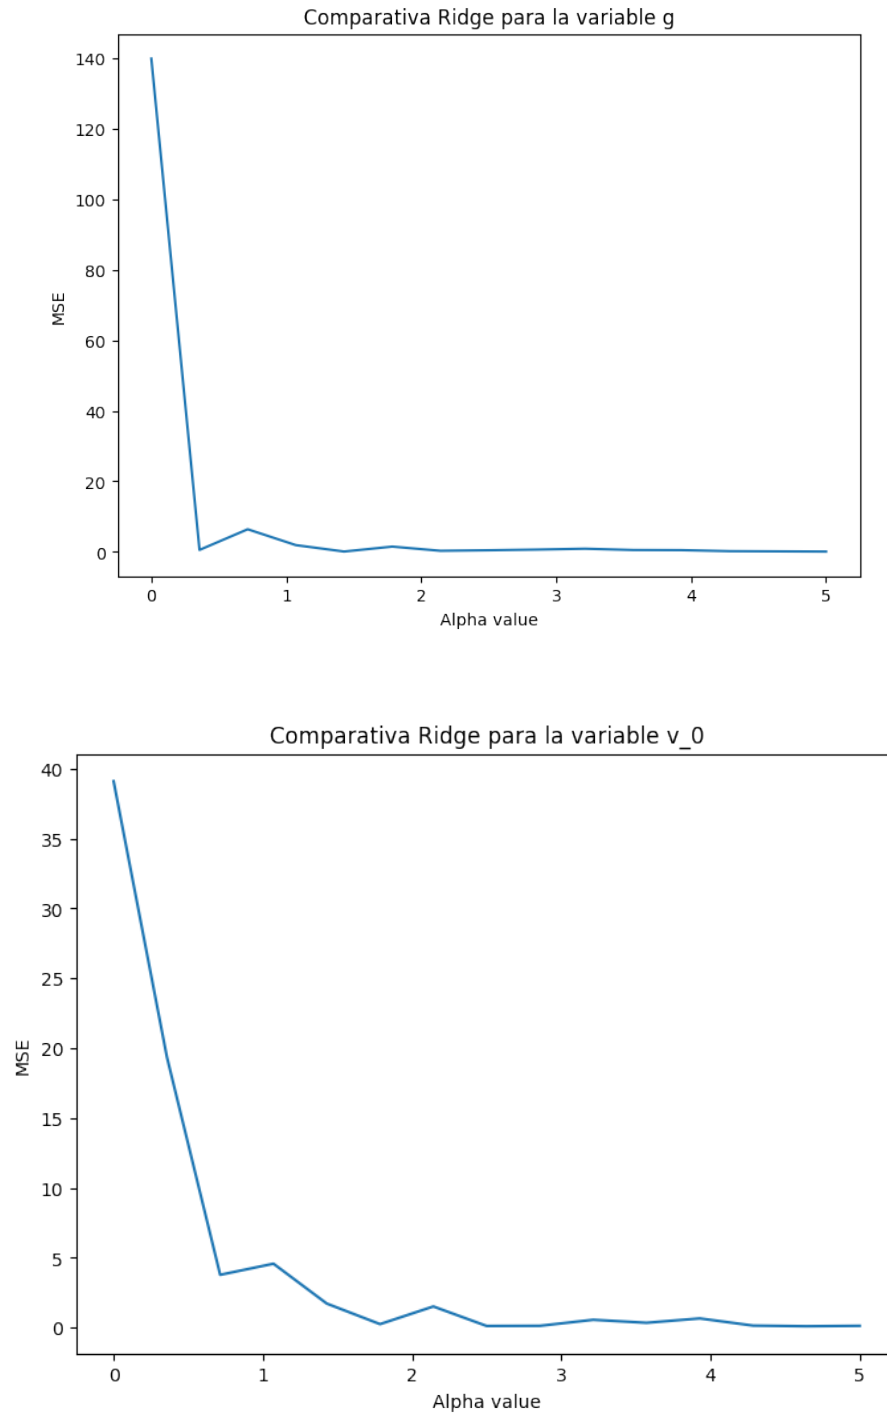 Comparativa Ridge para la variable g
140
120
100
80
60
40
20
0
MSE
0 1 2 3 4 5
Alpha value
Comparativa Ridge para la variable v_0
40
35
30
25
20
15
10
5
0
MSE
0 1 2 3 4 5
Alpha value